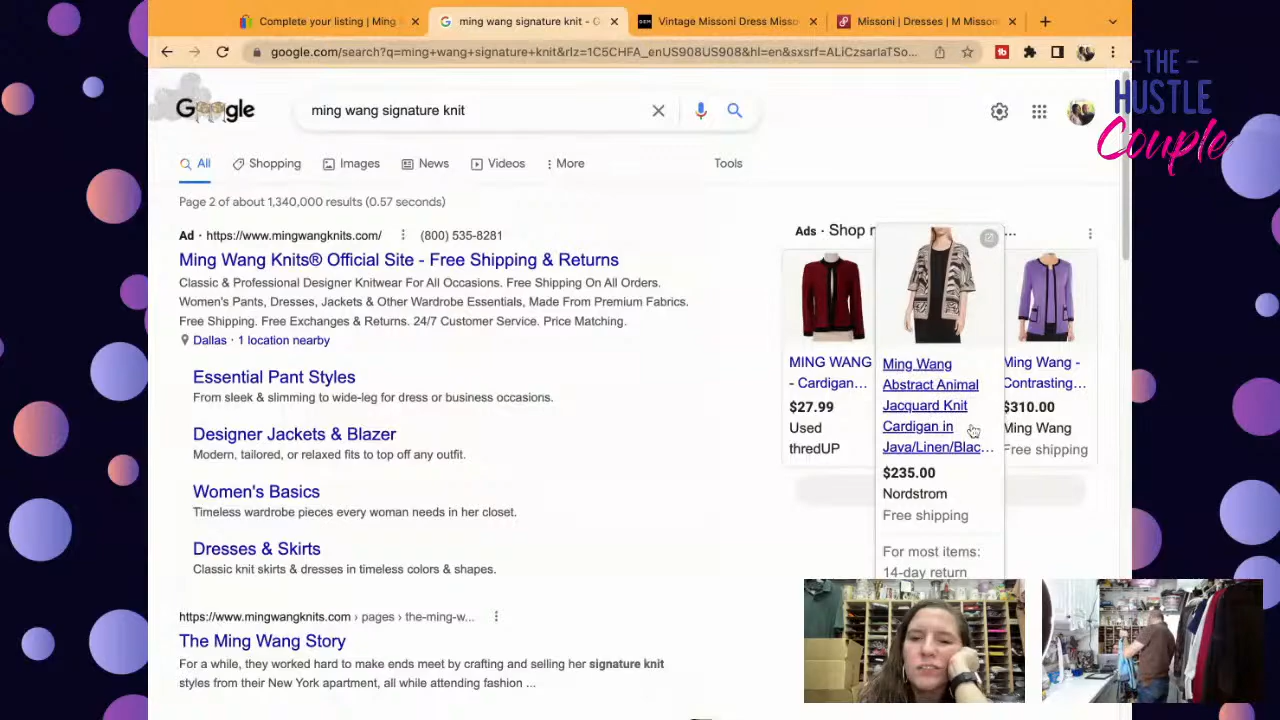 Complete your listing | Ming
ming wang signature knit - G
Vintage Missoni Dress Misso
Missoni | Dresses | M Misson
google.com/search?q=ming+wang+signature+knit&rlz=1C5CHFA_enUS908US908&hl=en&sxsrf=ALiCzsarIaTSo...
THE
HUSTLE
Couple
Google
ming wang signature knit
All
Shopping
Images
News
Videos
More
Tools
Page 2 of about 1,340,000 results (0.57 seconds)
Ad · https://www.mingwangknits.com/ (800) 535-8281
Ming Wang Knits® Official Site - Free Shipping & Returns
Classic & Professional Designer Knitwear For All Occasions. Free Shipping On All Orders.
Women's Pants, Dresses, Jackets & Other Wardrobe Essentials, Made From Premium Fabrics.
Free Shipping. Free Exchanges & Returns. 24/7 Customer Service. Price Matching.
Dallas · 1 location nearby
Essential Pant Styles
From sleek & slimming to wide-leg for dress or business occasions.
Designer Jackets & Blazer
Modern, tailored, or relaxed fits to top off any outfit.
Women's Basics
Timeless wardrobe pieces every woman needs in her closet.
Dresses & Skirts
Classic knit skirts & dresses in timeless colors & shapes.
https://www.mingwangknits.com › pages › the-ming-w...
The Ming Wang Story
For a while, they worked hard to make ends meet by crafting and selling her signature knit
styles from their New York apartment, all while attending fashion ...
Ads · Shop
...
MING WANG
- Cardigan...
$27.99
Used
thredUP
Ming Wang
Abstract Animal
Jacquard Knit
Cardigan in
Java/Linen/Blac...
$235.00
Nordstrom
Free shipping
For most items:
14-day return
Ming Wang -
Contrasting...
$310.00
Ming Wang
Free shipping